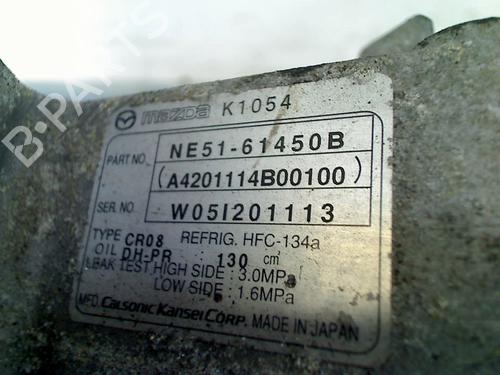 B-PARTS
mazda K1054
PART NO. NE51-61450B
(A4201114B00100)
SER. NO W05I201113
TYPE CR08 REFRIG. HFC-134a
OIL DH-PR : 130 cm³
LEAK TEST HIGH SIDE : 3.0MPa
LOW SIDE : 1.6MPa
MFD. CALSONIC KANSEI CORP. MADE IN JAPAN